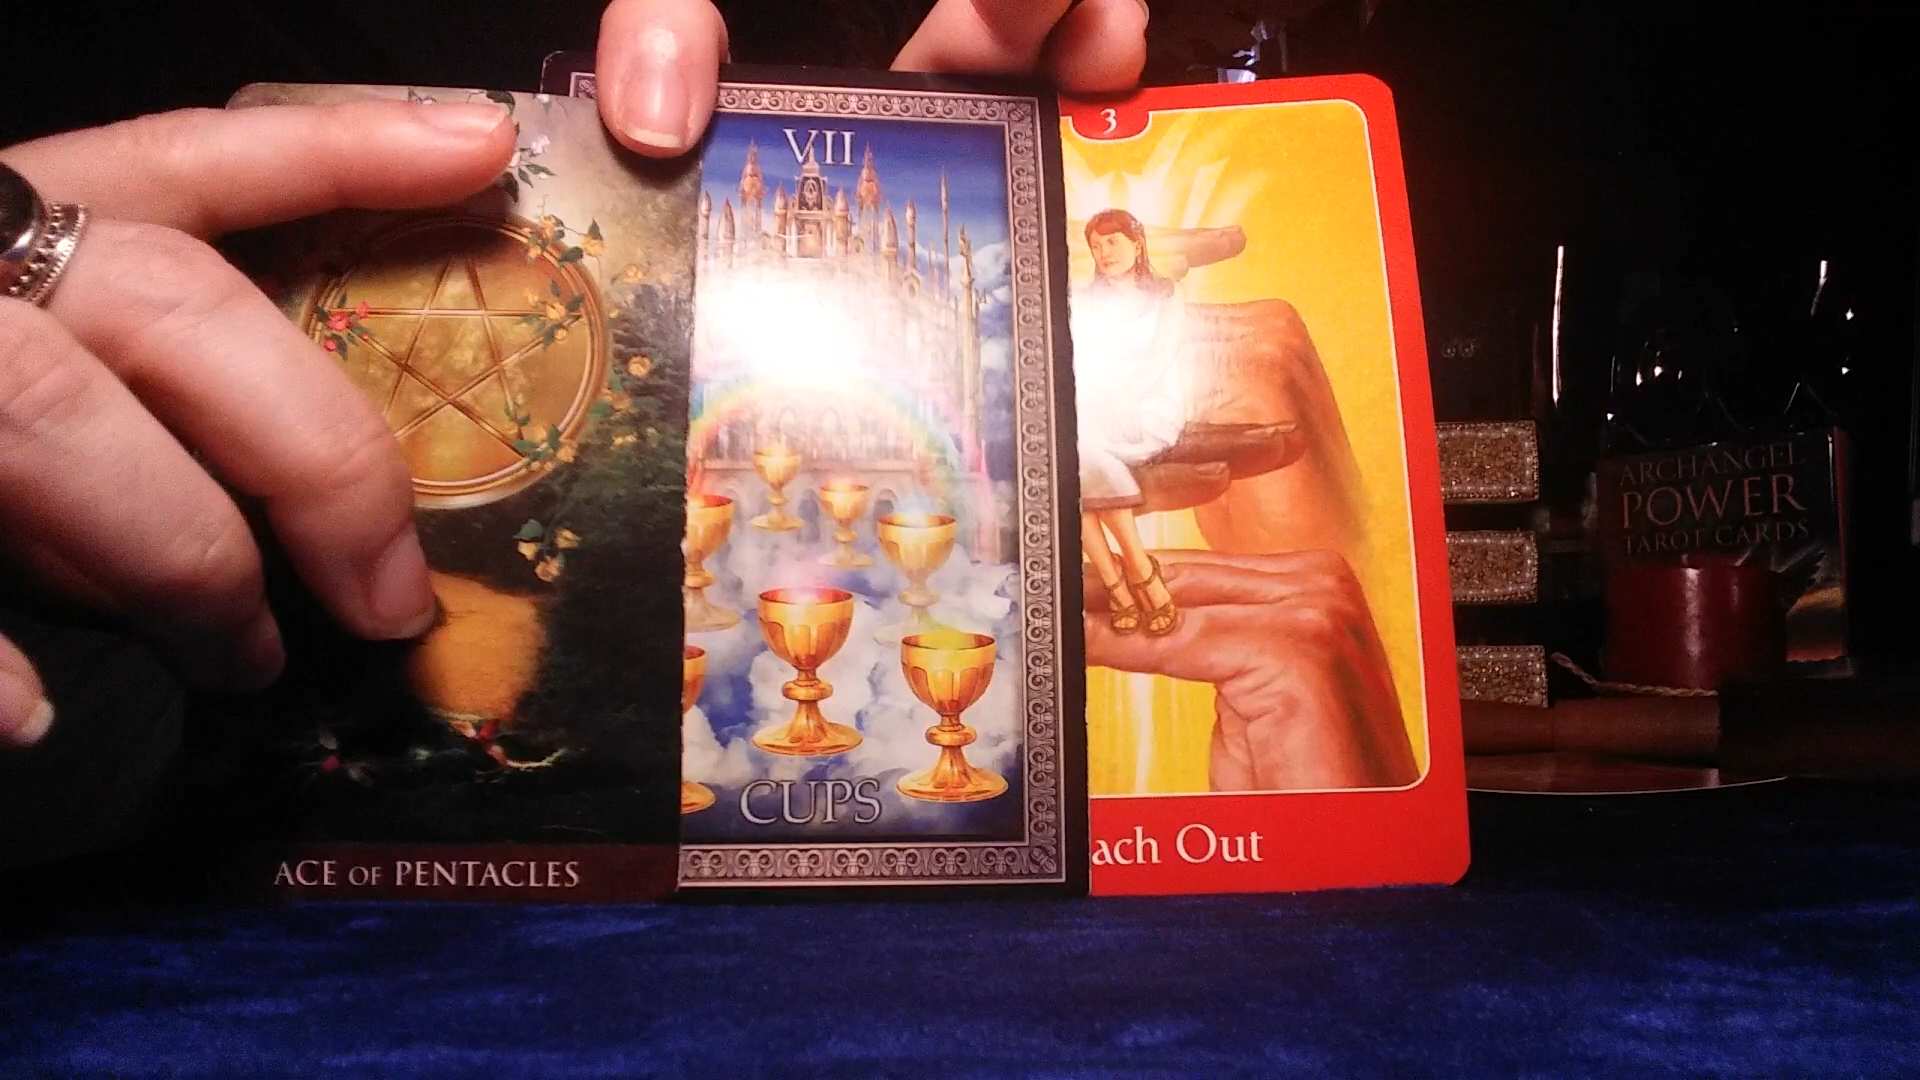 ACE OF PENTACLES
VII
CUPS
3
ach Out
ARCHANGEL
POWER
TAROT CARDS